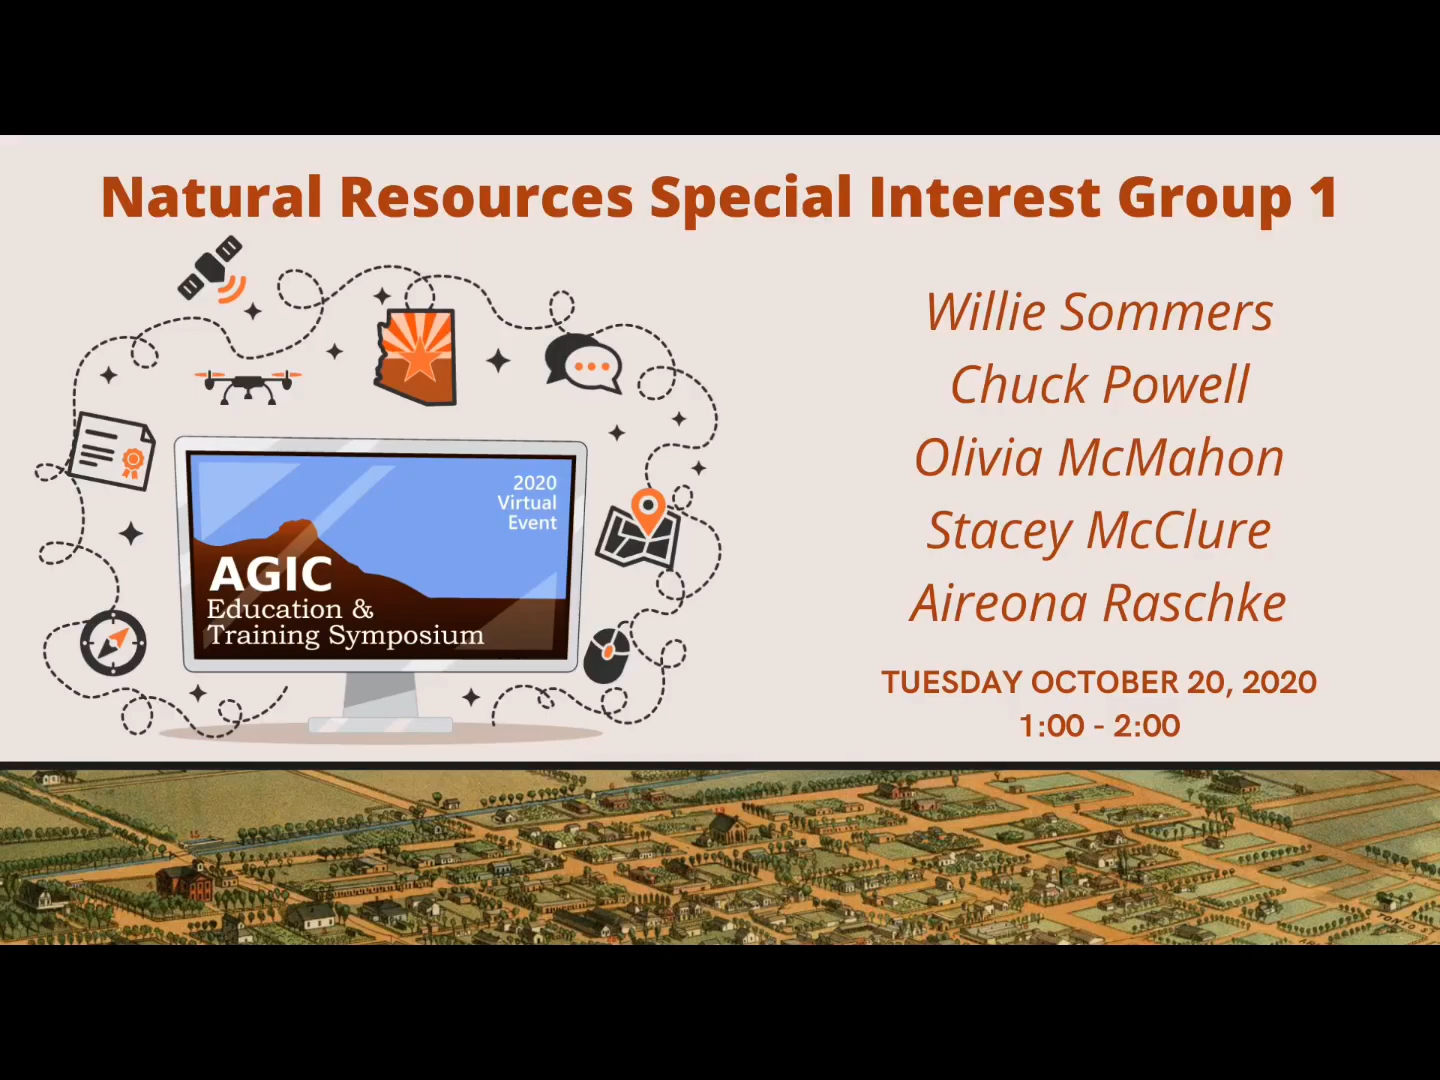 Natural Resources Special Interest Group 1
2020
Virtual
Event
AGIC
Education &
Training Symposium
Willie Sommers
Chuck Powell
Olivia McMahon
Stacey McClure
Aireona Raschke
TUESDAY OCTOBER 20, 2020
1:00 - 2:00